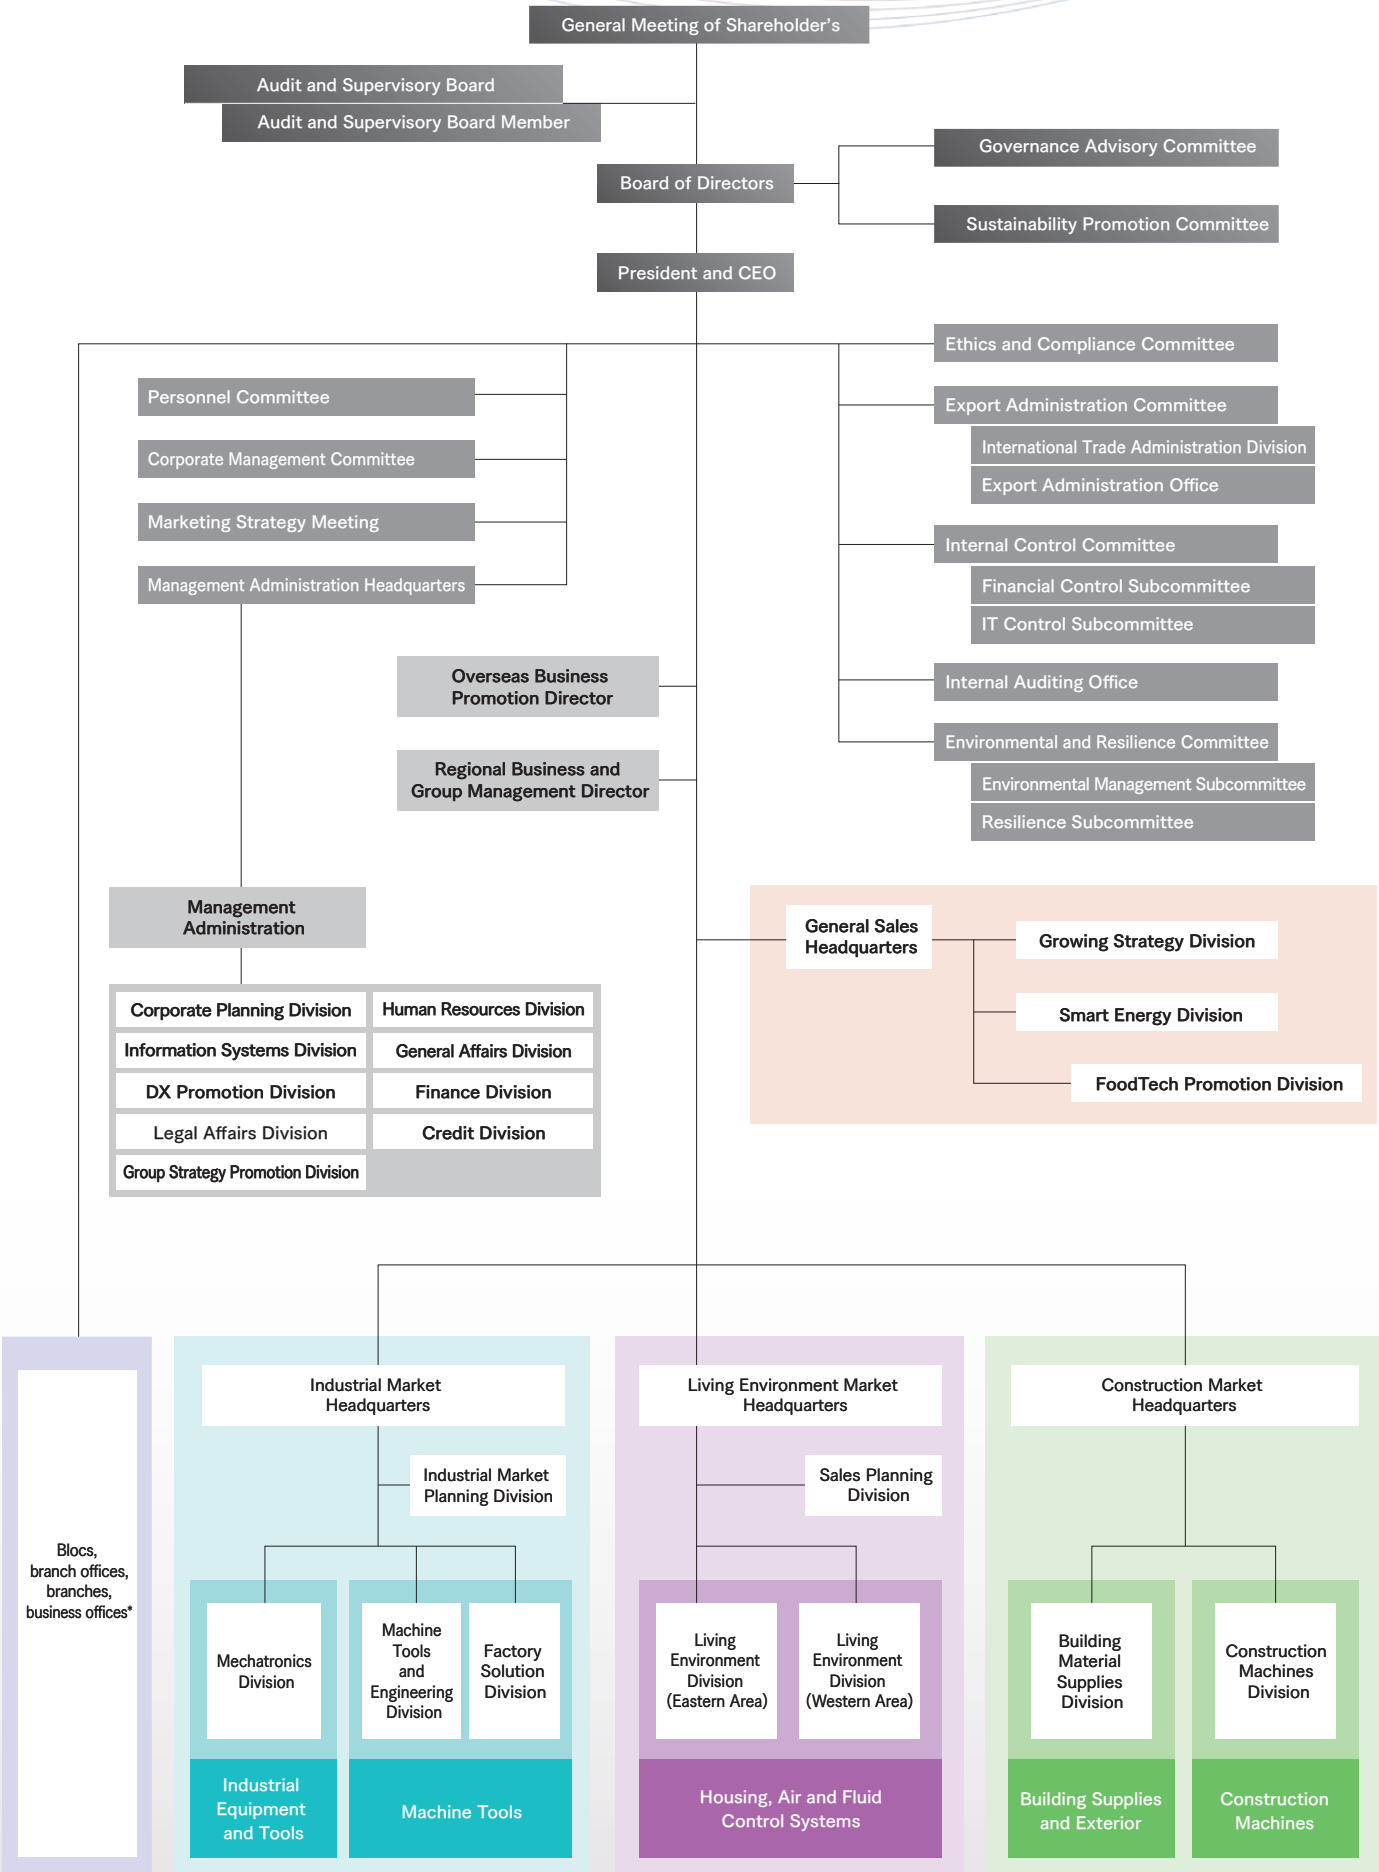 General Meeting of Shareholder's
Audit and Supervisory Board
Audit and Supervisory Board Member
Governance Advisory Committee
Board of Directors
Sustainability Promotion Committee
President and CEO
Ethics and Compliance Committee
Personnel Committee
Export Administration Committee
International Trade Administration Division
Corporate Management Committee
Export Administration Office
Marketing Strategy Meeting
Internal Control Committee
Management Administration Headquarters
Financial Control Subcommittee
IT Control Subcommittee
Overseas Business
Promotion Director
Internal Auditing Office
Environmental and Resilience Committee
Regional Business and
Group Management Director
Environmental Management Subcommittee
Resilience Subcommittee
Management
Administration
General Sales
Headquarters
Growing Strategy Division
Smart Energy Division
FoodTech Promotion Division
Corporate Planning Division
Human Resources Division
Information Systems Division
General Affairs Division
DX Promotion Division
Finance Division
Legal Affairs Division
Credit Division
Group Strategy Promotion Division
Blocs,
branch offices,
branches,
business offices*
Industrial Market
Headquarters
Industrial Market
Planning Division
Mechatronics
Division
Machine
Tools
and
Engineering
Division
Factory
Solution
Division
Industrial
Equipment
and Tools
Machine Tools
Living Environment Market
Headquarters
Sales Planning
Division
Living
Environment
Division
(Eastern Area)
Living
Environment
Division
(Western Area)
Housing, Air and Fluid
Control Systems
Construction Market
Headquarters
Building
Material
Supplies
Division
Construction
Machines
Division
Building Supplies
and Exterior
Construction
Machines